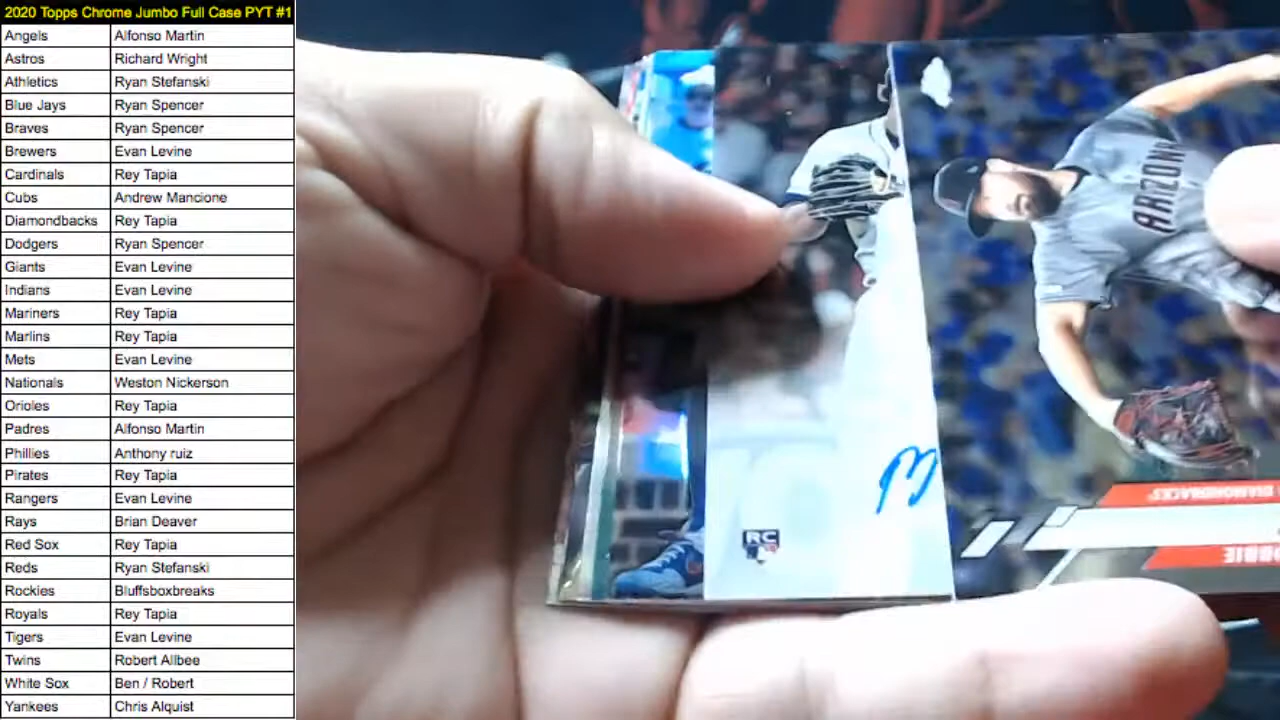 2020 Topps Chrome Jumbo Full Case PYT #1
Angels Alfonso Martin
Astros Richard Wright
Athletics Ryan Stefanski
Blue Jays Ryan Spencer
Braves Ryan Spencer
Brewers Evan Levine
Cardinals Rey Tapia
Cubs Andrew Mancione
Diamondbacks Rey Tapia
Dodgers Ryan Spencer
Giants Evan Levine
Indians Evan Levine
Mariners Rey Tapia
Marlins Rey Tapia
Mets Evan Levine
Nationals Weston Nickerson
Orioles Rey Tapia
Padres Alfonso Martin
Phillies Anthony ruiz
Pirates Rey Tapia
Rangers Evan Levine
Rays Brian Deaver
Red Sox Rey Tapia
Reds Ryan Stefanski
Rockies Bluffsboxbreaks
Royals Rey Tapia
Tigers Evan Levine
Twins Robert Allbee
White Sox Ben / Robert
Yankees Chris Alquist
ARIZON
RC
DIAMONDBACKS
BBIE